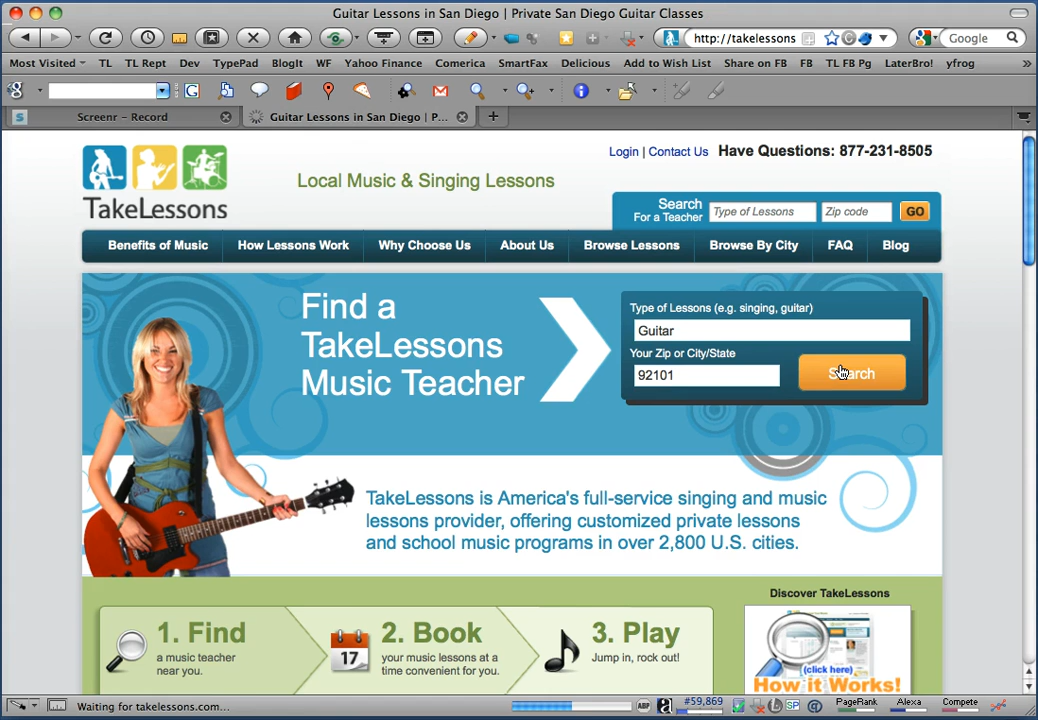 Guitar Lessons in San Diego | Private San Diego Guitar Classes
http://takelessons
Google
Most Visited TL TL Rept Dev TypePad BlogIt WF Yahoo Finance Comerica SmartFax Delicious Add to Wish List Share on FB FB TL FB Pg LaterBro! yfrog »
Screenr - Record
Guitar Lessons in San Diego | P...
Login | Contact Us Have Questions: 877-231-8505
Local Music & Singing Lessons
TakeLessons
Search
For a Teacher
Type of Lessons
Zip code
GO
Benefits of Music How Lessons Work Why Choose Us About Us Browse Lessons Browse By City FAQ Blog
Find a
TakeLessons
Music Teacher
Type of Lessons (e.g. singing, guitar)
Guitar
Your Zip or City/State
92101
Search
TakeLessons is America's full-service singing and music
lessons provider, offering customized private lessons
and school music programs in over 2,800 U.S. cities.
1. Find
a music teacher
near you.
17
2. Book
your music lessons at a
time convenient for you.
3. Play
Jump in, rock out!
Discover TakeLessons
(click here)
How it Works!
Waiting for takelessons.com...
ABP
a
#59,869
SP
@
PageRank
Alexa
Compete